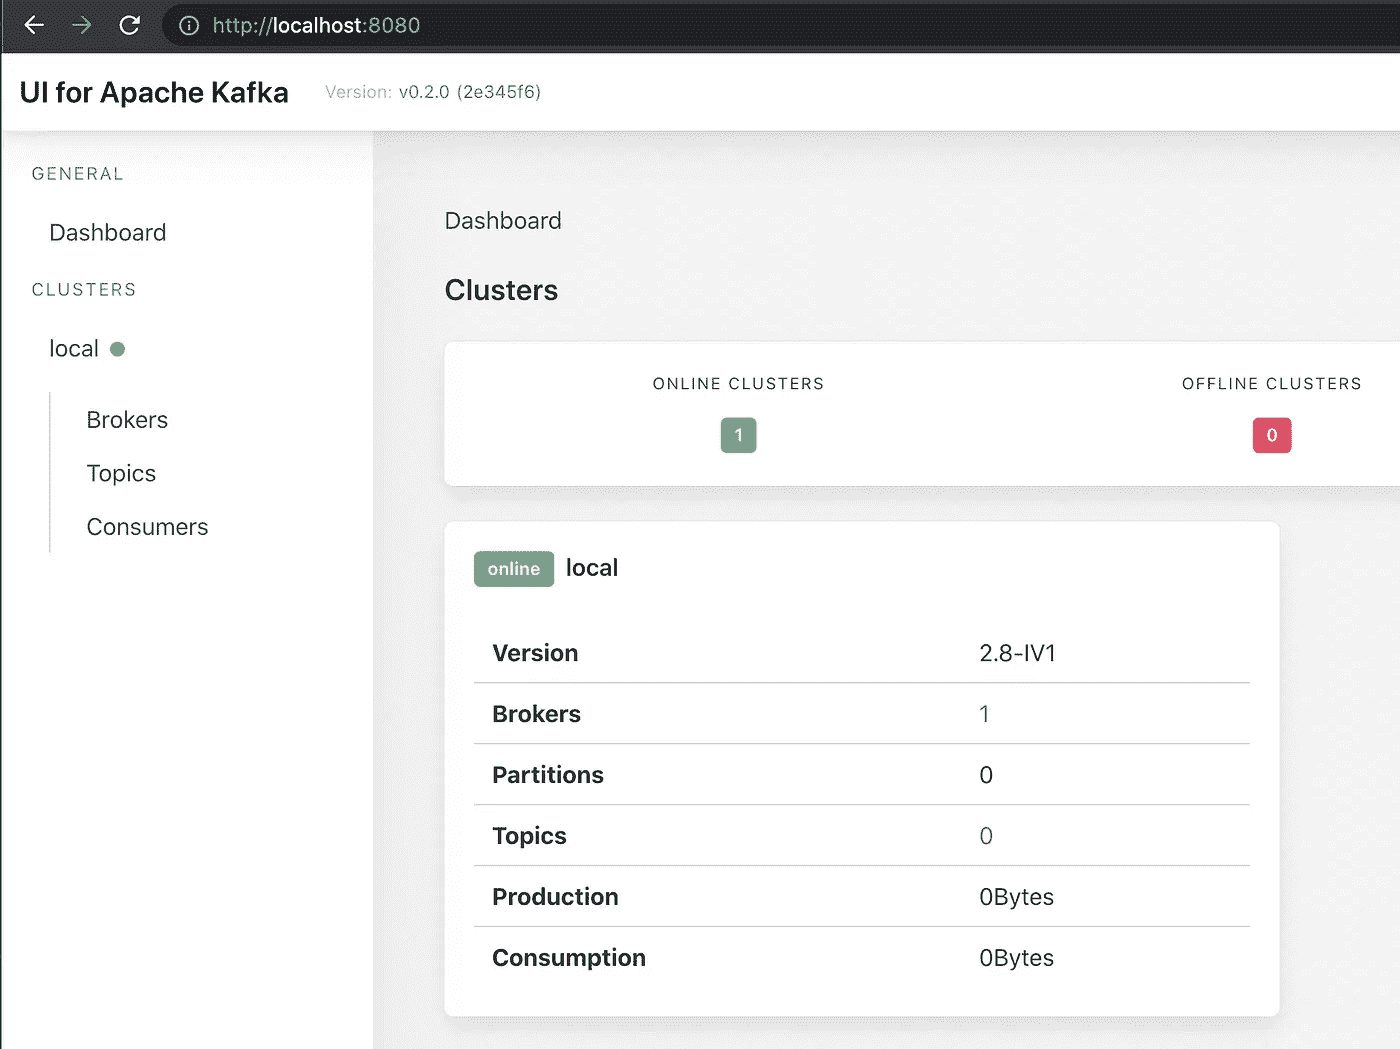 http://localhost:8080
UI for Apache Kafka Version: v0.2.0 (2e345f6)
GENERAL
Dashboard
CLUSTERS
local
Brokers
Topics
Consumers
Dashboard
Clusters
ONLINE CLUSTERS OFFLINE CLUSTERS
1 0
online local
Version 2.8-IV1
Brokers 1
Partitions 0
Topics 0
Production 0Bytes
Consumption 0Bytes